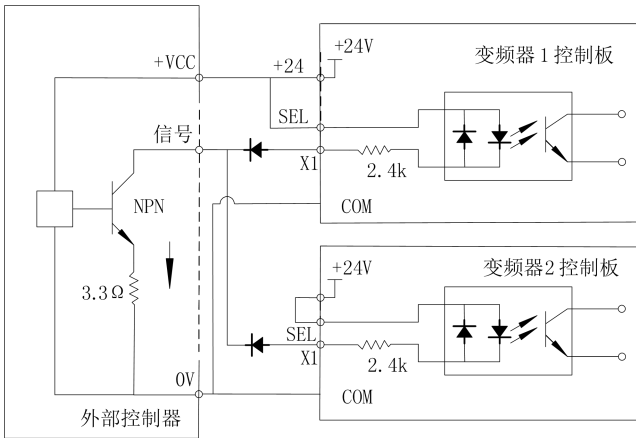 +VCC
+24
+24V
变频器1控制板
SEL
信号
X1
2.4k
NPN
COM
3.3Ω
+24V
变频器2控制板
SEL
X1
2.4k
0V
COM
外部控制器